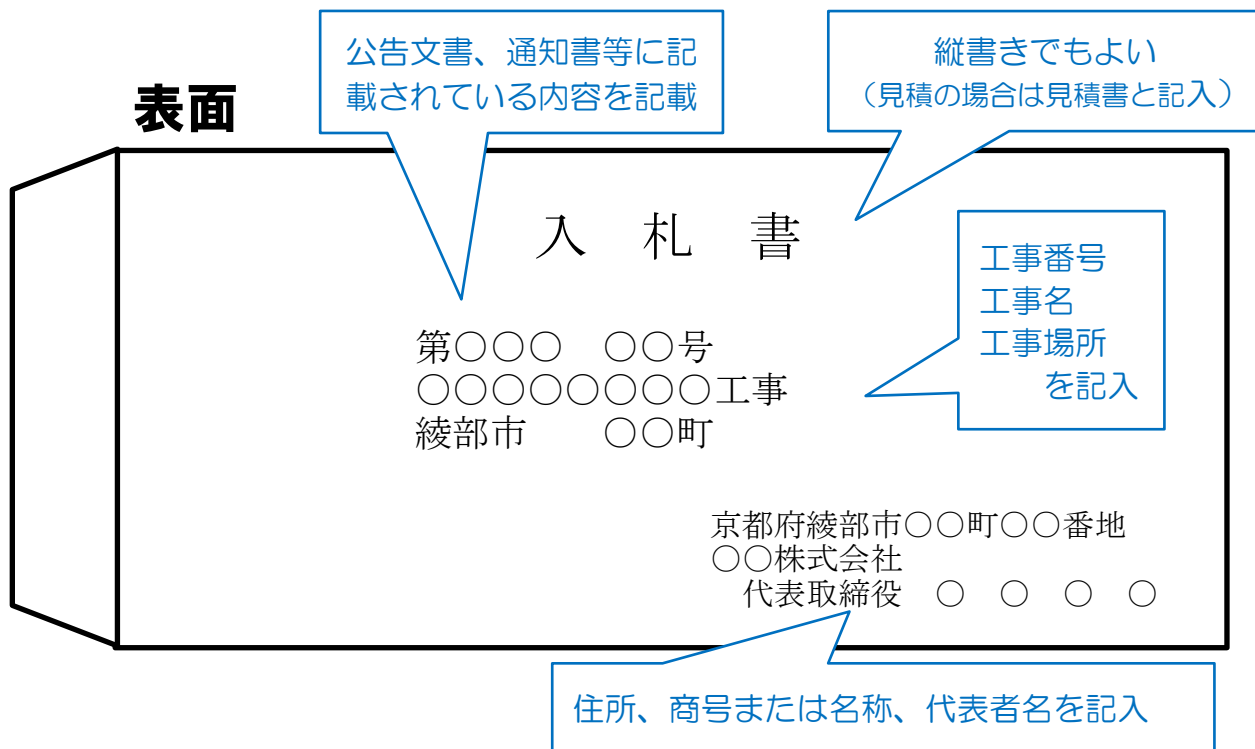 公告文書、通知書等に記
載されている内容を記載
縦書きでもよい
（見積の場合は見積書と記入）
表面
入　札　書
工事番号
工事名
工事場所
を記入
第○○○　○○号
○○○○○○○○工事
綾部市　　○○町
京都府綾部市○○町○○番地
○○株式会社
代表取締役　○　○　○　○
住所、商号または名称、代表者名を記入